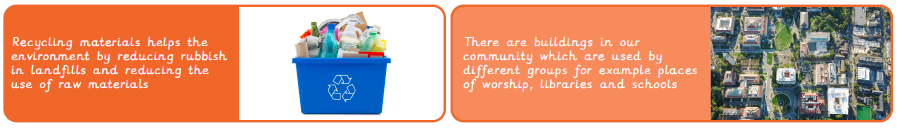 Recycling materials helps the
environment by reducing rubbish
in landfills and reducing the
use of raw materials
There are buildings in our
community which are used by
different groups for example places
of worship, libraries and schools